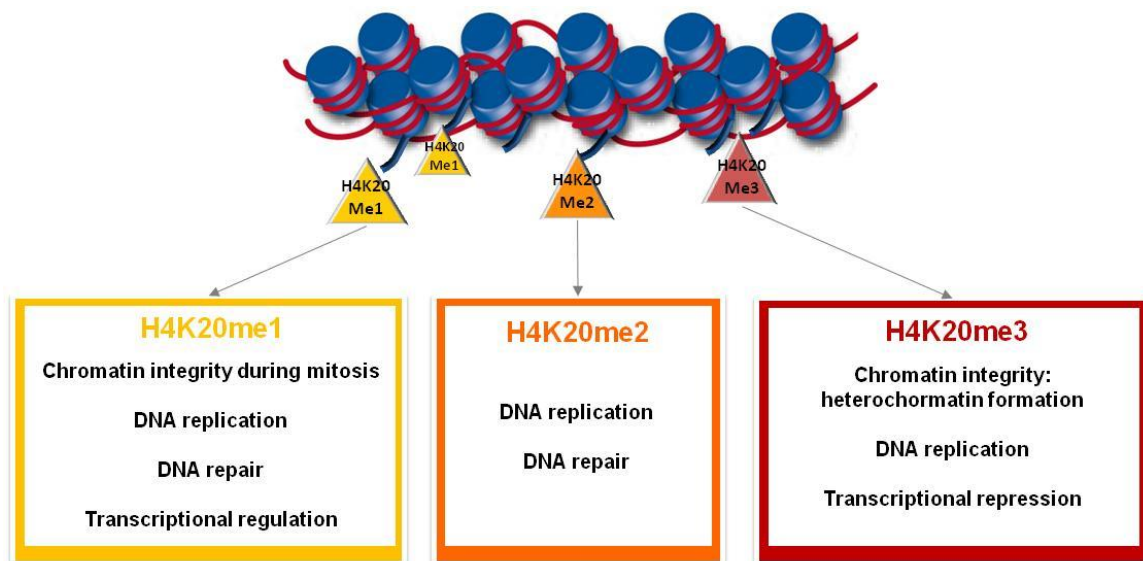 H4K20
Me1
H4K20
Me1
H4K20
Me2
H4K20
Me3
H4K20me1
Chromatin integrity during mitosis
DNA replication
DNA repair
Transcriptional regulation
H4K20me2
DNA replication
DNA repair
H4K20me3
Chromatin integrity:
heterochormatin formation
DNA replication
Transcriptional repression